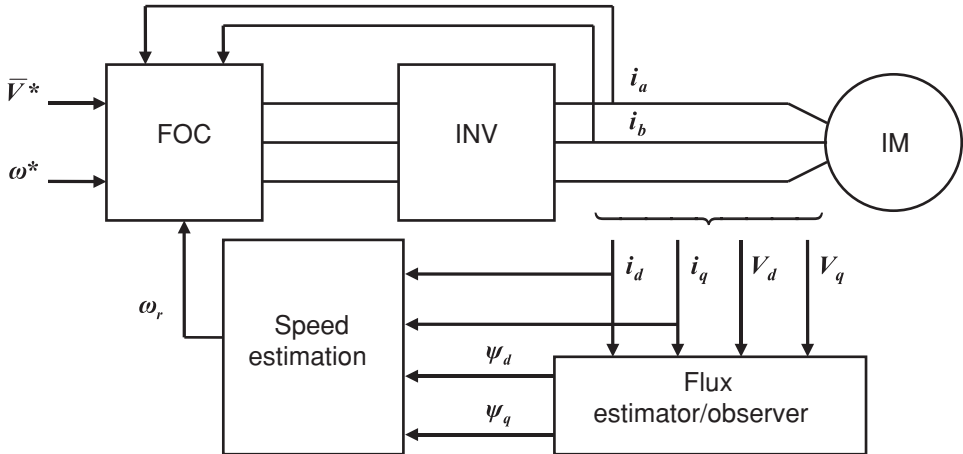 i_a
V̅*
FOC
INV
i_b
IM
ω*
i_d
i_q
V_d
V_q
ω_r
Speed
estimation
ψ_d
Flux
estimator/observer
ψ_q